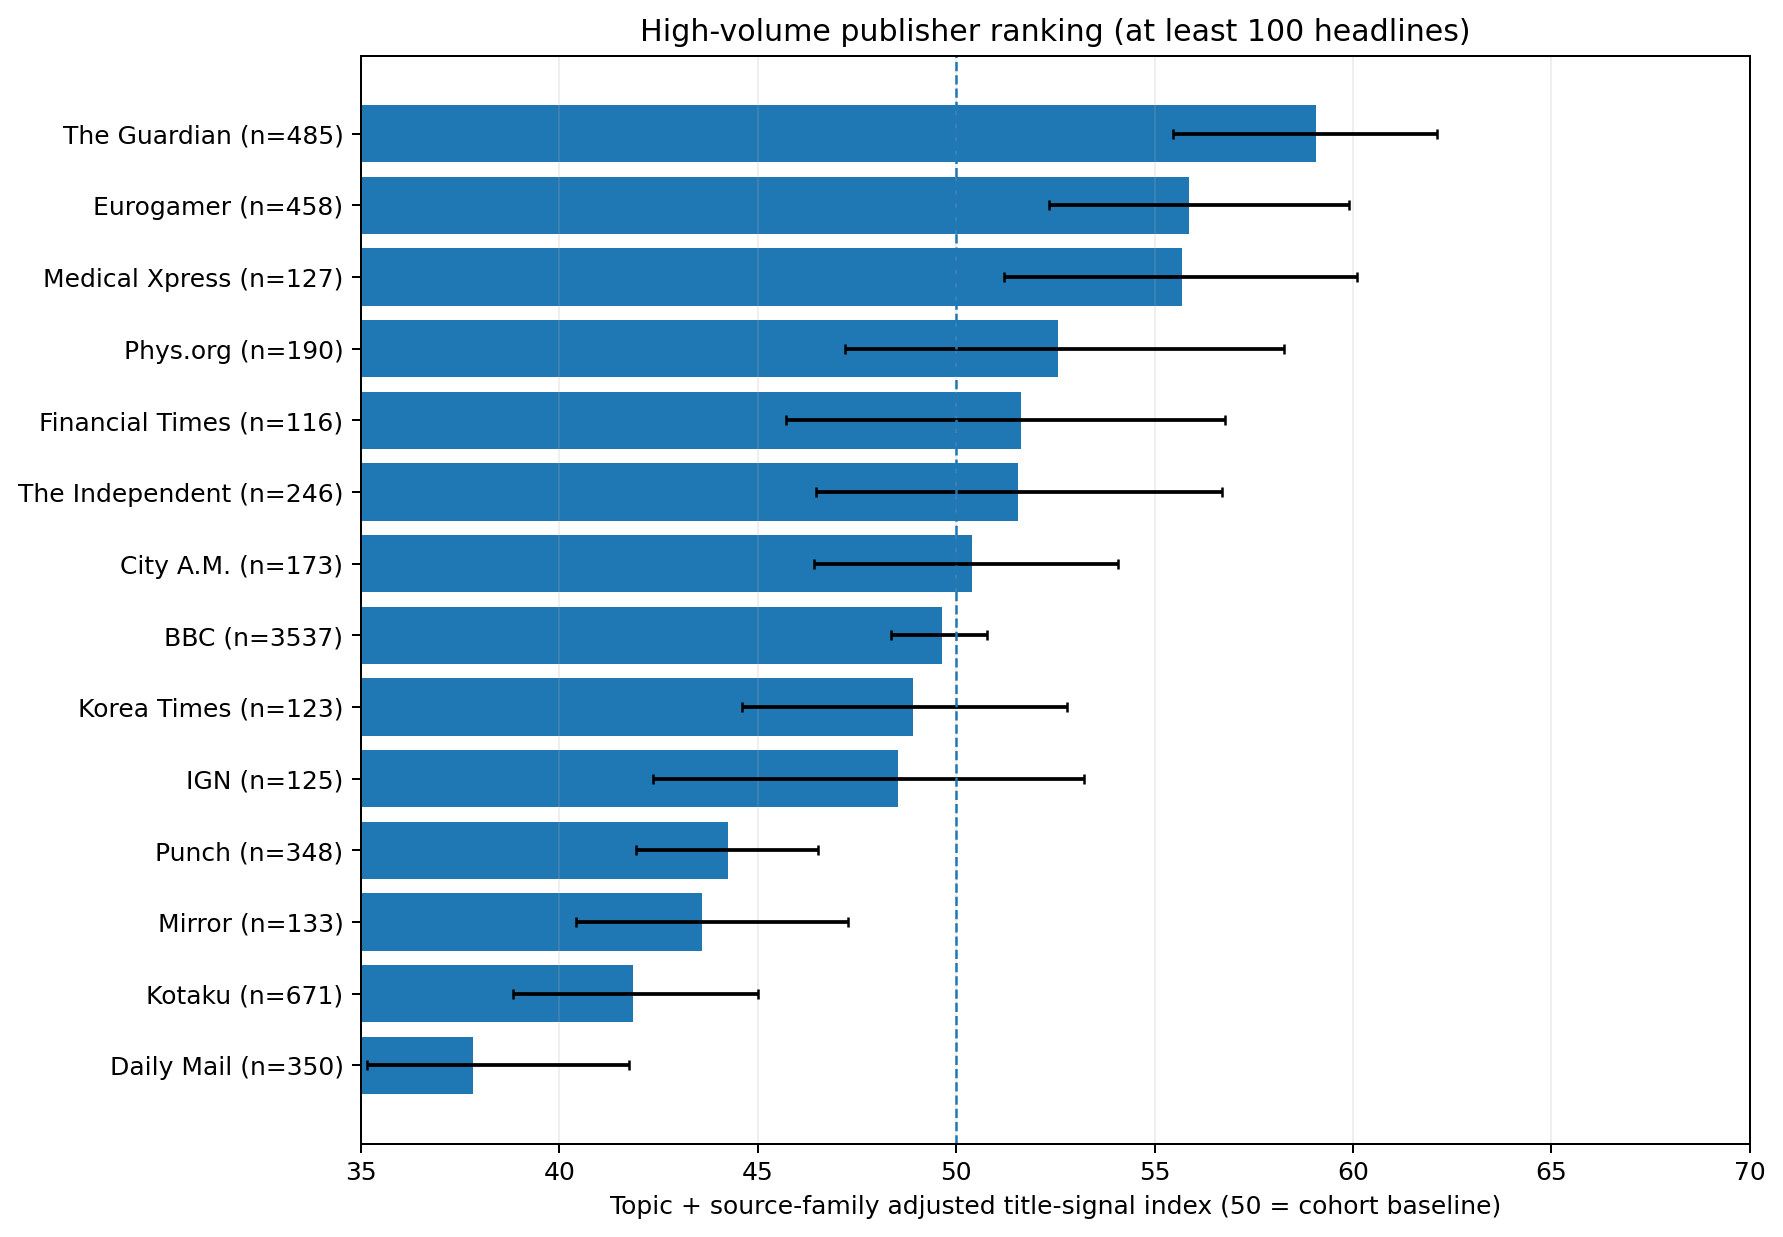 High-volume publisher ranking (at least 100 headlines)
The Guardian (n=485)
Eurogamer (n=458)
Medical Xpress (n=127)
Phys.org (n=190)
Financial Times (n=116)
The Independent (n=246)
City A.M. (n=173)
BBC (n=3537)
Korea Times (n=123)
IGN (n=125)
Punch (n=348)
Mirror (n=133)
Kotaku (n=671)
Daily Mail (n=350)
35 40 45 50 55 60 65 70
Topic + source-family adjusted title-signal index (50 = cohort baseline)